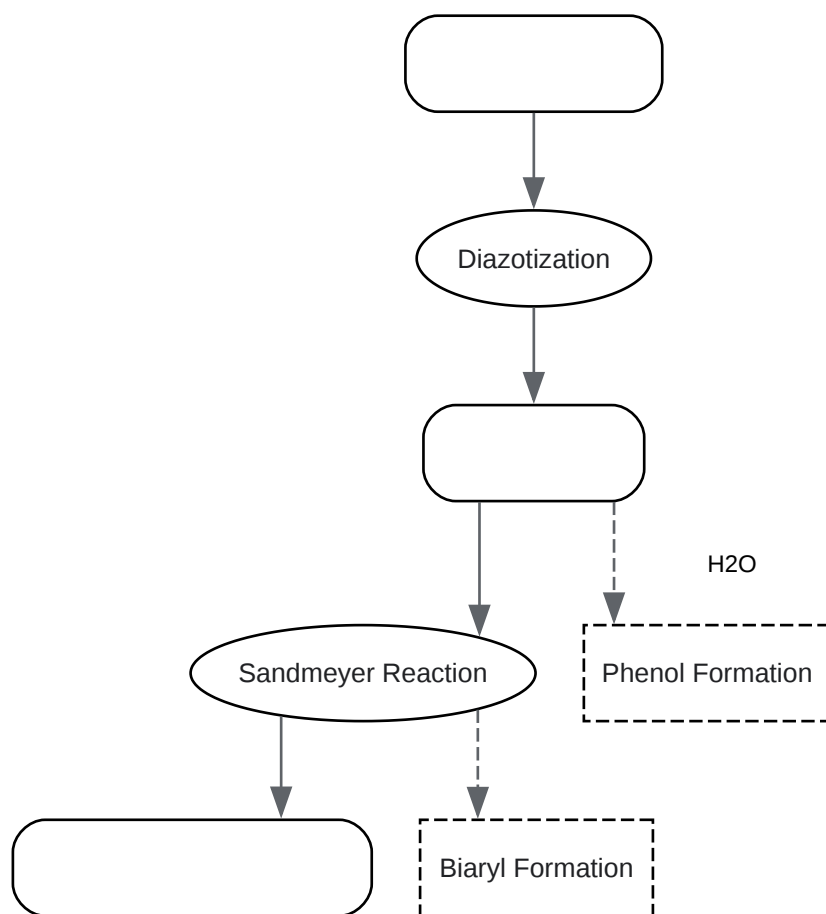 Diazotization
H2O
Sandmeyer Reaction
Phenol Formation
Biaryl Formation